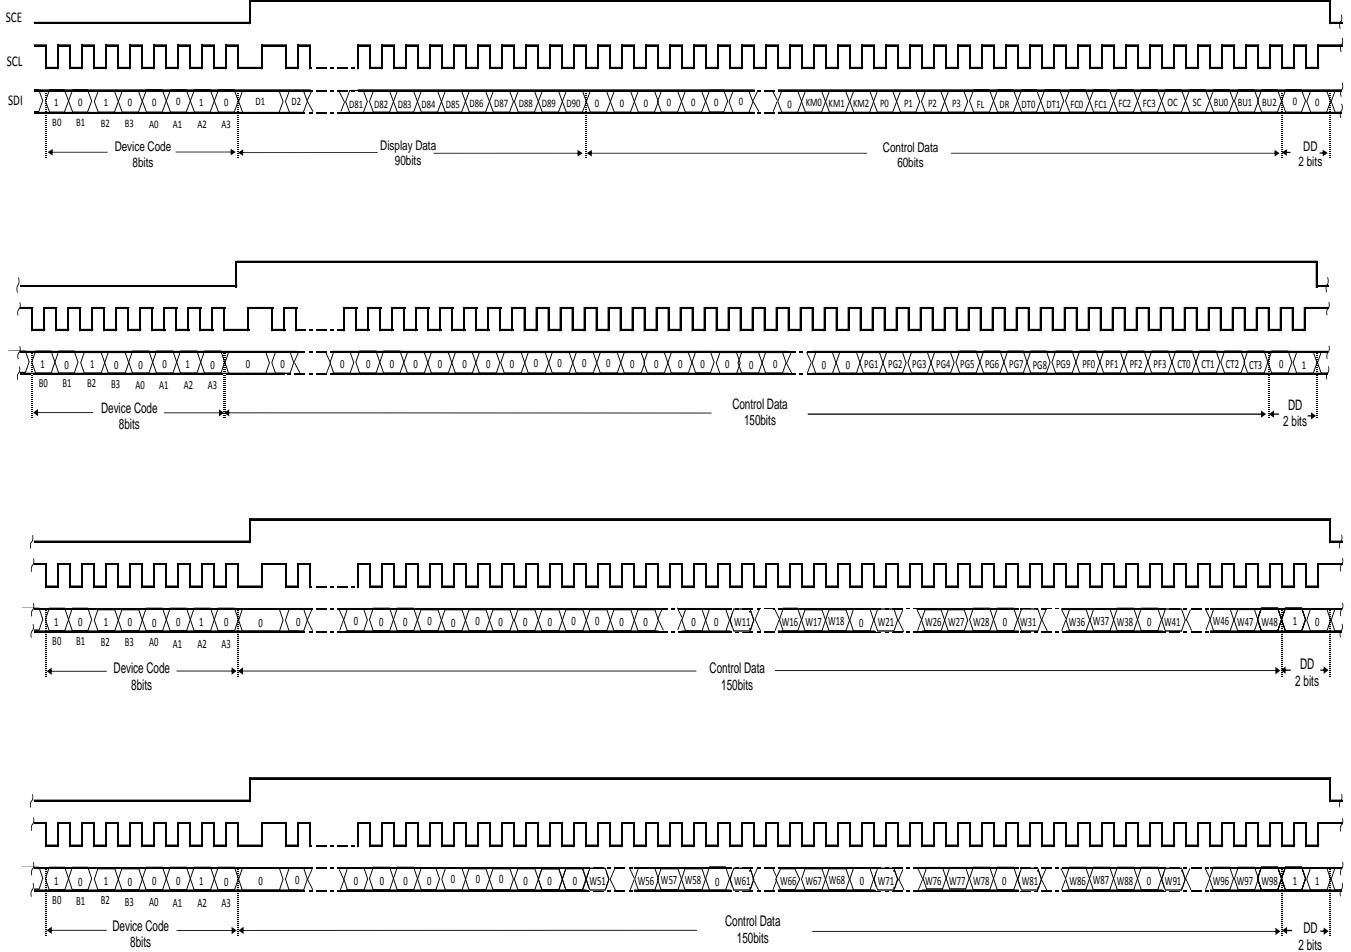 SCE
SCL
SDI 1 0 1 0 0 0 1 0 D1 D2 D81 D82 D83 D84 D85 D86 D87 D88 D89 D90 0 0 0 0 0 0 0 0 KM0 KM1 KM2 P0 P1 P2 P3 FL DR DT0 DT1 FC0 FC1 FC2 FC3 OC SC BU0 BU1 BU2 0 0
B0 B1 B2 B3 A0 A1 A2 A3
Device Code Display Data Control Data DD
8bits 90bits 60bits 2 bits
1 0 1 0 0 0 1 0 0 0 0 0 0 0 0 0 0 0 0 0 0 0 0 0 0 0 0 0 0 0 0 PG1 PG2 PG3 PG4 PG5 PG6 PG7 PG8 PG9 PF0 PF1 PF2 PF3 CT0 CT1 CT2 CT3 0 1
B0 B1 B2 B3 A0 A1 A2 A3
Device Code Control Data DD
8bits 150bits 2 bits
1 0 1 0 0 0 1 0 0 0 0 0 0 0 0 0 0 0 0 0 0 0 0 0 0 0 W11 W16 W17 W18 0 W21 W26 W27 W28 0 W31 W36 W37 W38 0 W41 W46 W47 W48 1 0
B0 B1 B2 B3 A0 A1 A2 A3
Device Code Control Data DD
8bits 150bits 2 bits
1 0 1 0 0 0 1 0 0 0 0 0 0 0 0 0 0 0 0 0 W51 W56 W57 W58 0 W61 W66 W67 W68 0 W71 W76 W77 W78 0 W81 W86 W87 W88 0 W91 W96 W97 W98 1 1
B0 B1 B2 B3 A0 A1 A2 A3
Device Code Control Data DD
8bits 150bits 2 bits